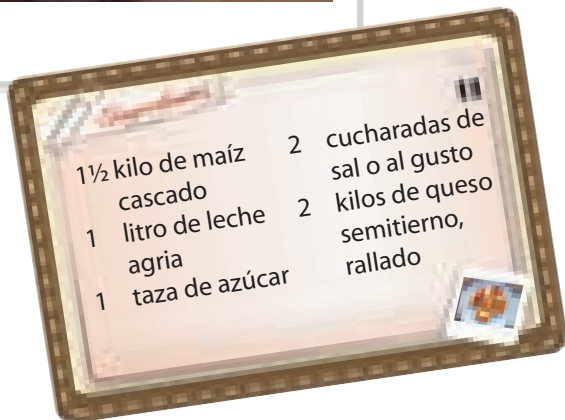 1½ kilo de maíz
cascado
1 litro de leche
agria
1 taza de azúcar
2 cucharadas de
sal o al gusto
2 kilos de queso
semitierno,
rallado